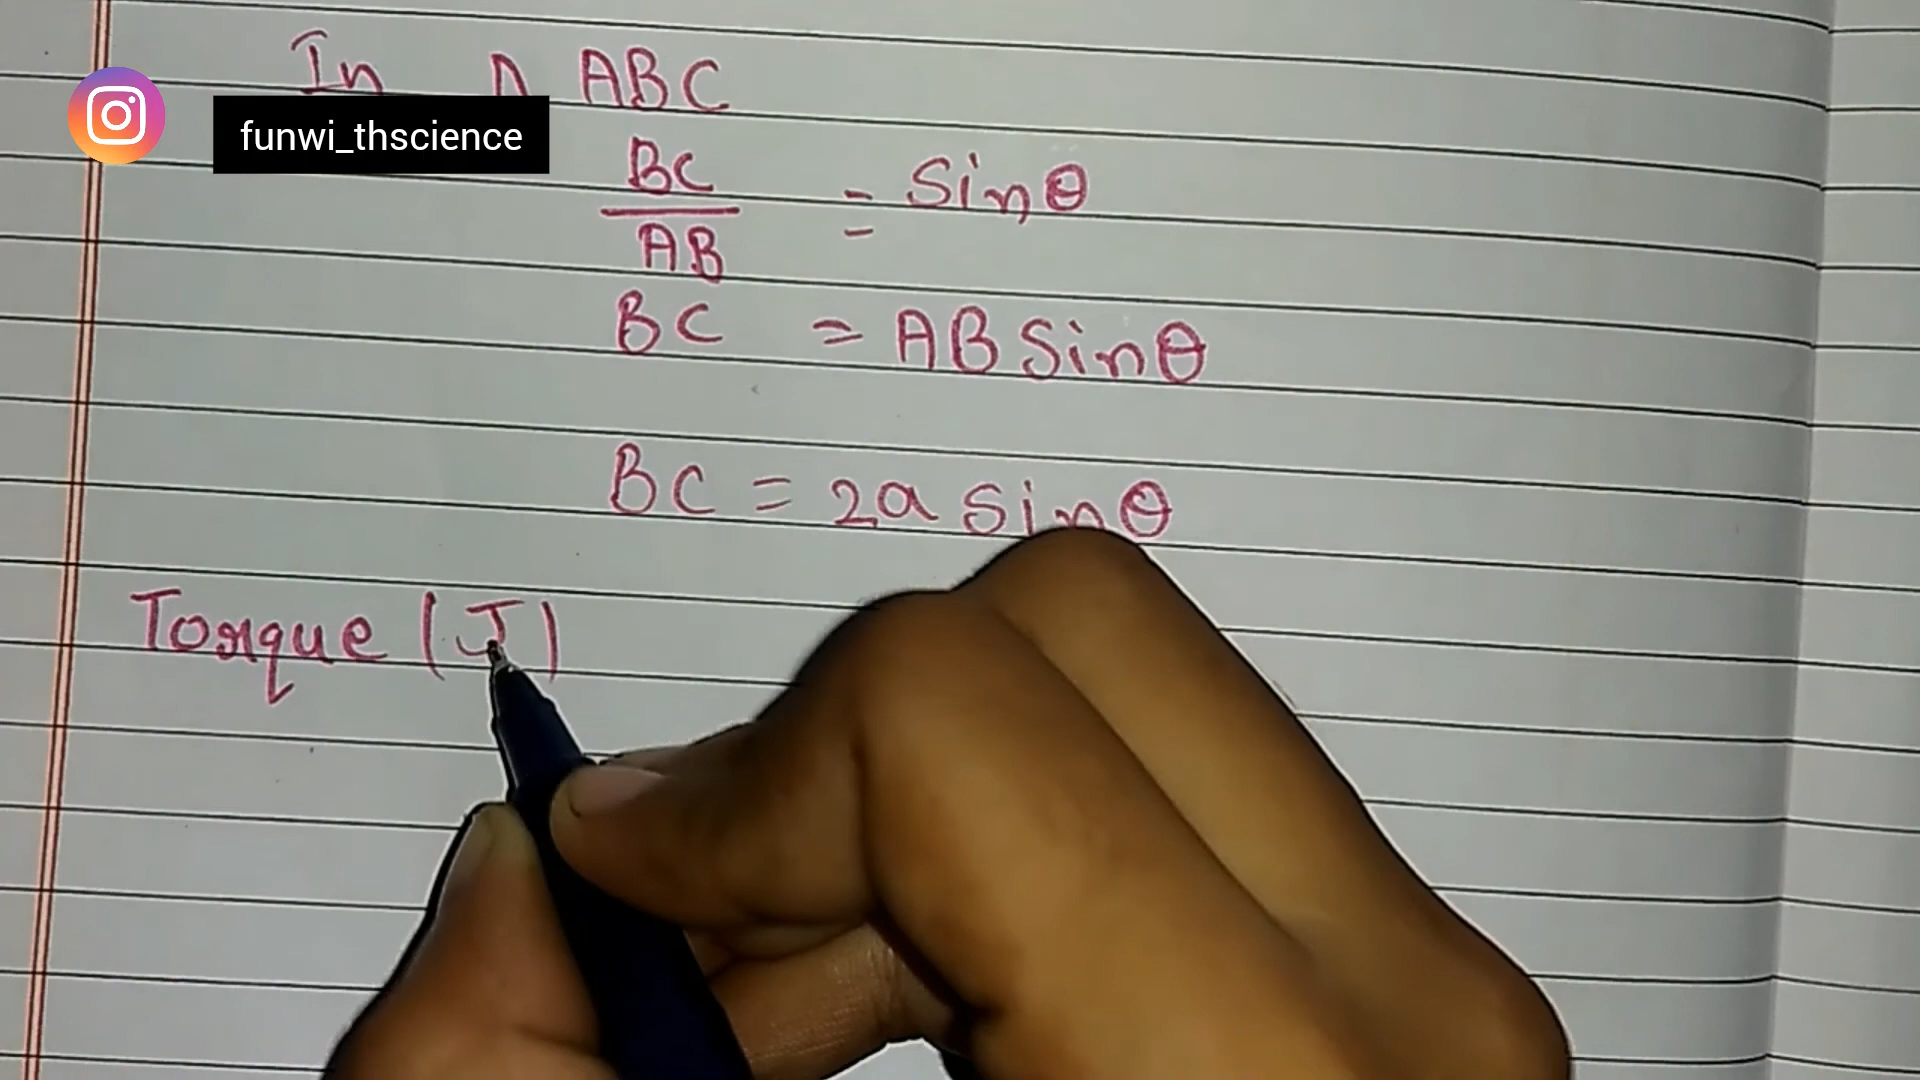 In Δ ABC
funwi_thscience
BC
AB
= Sinθ
BC = AB Sinθ
BC = 2a sinθ
Torque (τ)